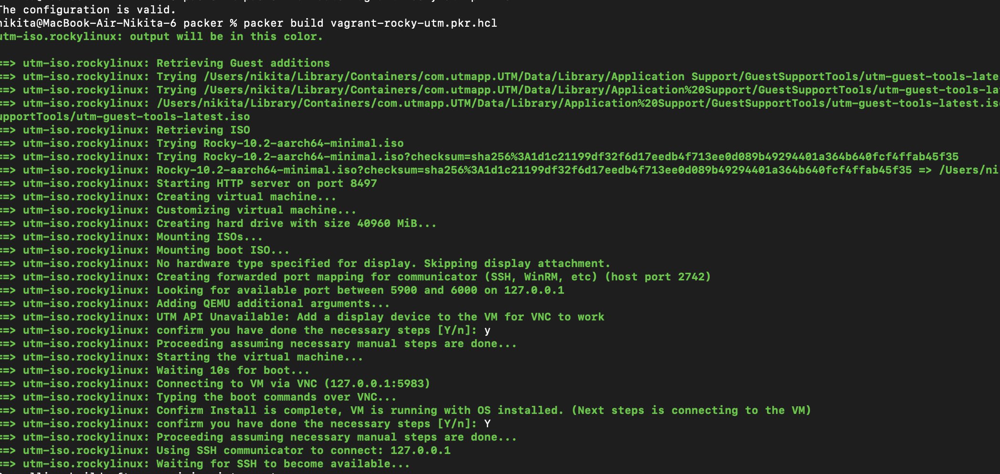 The configuration is valid.
nikita@MacBook-Air-Nikita-6 packer % packer build vagrant-rocky-utm.pkr.hcl
utm-iso.rockylinux: output will be in this color.
==> utm-iso.rockylinux: Retrieving Guest additions
==> utm-iso.rockylinux: Trying /Users/nikita/Library/Containers/com.utmapp.UTM/Data/Library/Application Support/GuestSupportTools/utm-guest-tools-late
==> utm-iso.rockylinux: Trying /Users/nikita/Library/Containers/com.utmapp.UTM/Data/Library/Application%20Support/GuestSupportTools/utm-guest-tools-la
==> utm-iso.rockylinux: /Users/nikita/Library/Containers/com.utmapp.UTM/Data/Library/Application%20Support/GuestSupportTools/utm-guest-tools-latest.is
upportTools/utm-guest-tools-latest.iso
==> utm-iso.rockylinux: Retrieving ISO
==> utm-iso.rockylinux: Trying Rocky-10.2-aarch64-minimal.iso
==> utm-iso.rockylinux: Trying Rocky-10.2-aarch64-minimal.iso?checksum=sha256%3A1d1c21199df32f6d17eedb4f713ee0d089b49294401a364b640fcf4ffab45f35
==> utm-iso.rockylinux: Rocky-10.2-aarch64-minimal.iso?checksum=sha256%3A1d1c21199df32f6d17eedb4f713ee0d089b49294401a364b640fcf4ffab45f35 => /Users/ni
==> utm-iso.rockylinux: Starting HTTP server on port 8497
==> utm-iso.rockylinux: Creating virtual machine...
==> utm-iso.rockylinux: Customizing virtual machine...
==> utm-iso.rockylinux: Creating hard drive with size 40960 MiB...
==> utm-iso.rockylinux: Mounting ISOs...
==> utm-iso.rockylinux: Mounting boot ISO...
==> utm-iso.rockylinux: No hardware type specified for display. Skipping display attachment.
==> utm-iso.rockylinux: Creating forwarded port mapping for communicator (SSH, WinRM, etc) (host port 2742)
==> utm-iso.rockylinux: Looking for available port between 5900 and 6000 on 127.0.0.1
==> utm-iso.rockylinux: Adding QEMU additional arguments...
==> utm-iso.rockylinux: UTM API Unavailable: Add a display device to the VM for VNC to work
==> utm-iso.rockylinux: confirm you have done the necessary steps [Y/n]: y
==> utm-iso.rockylinux: Proceeding assuming necessary manual steps are done...
==> utm-iso.rockylinux: Starting the virtual machine...
==> utm-iso.rockylinux: Waiting 10s for boot...
==> utm-iso.rockylinux: Connecting to VM via VNC (127.0.0.1:5983)
==> utm-iso.rockylinux: Typing the boot commands over VNC...
==> utm-iso.rockylinux: Confirm Install is complete, VM is running with OS installed. (Next steps is connecting to the VM)
==> utm-iso.rockylinux: confirm you have done the necessary steps [Y/n]: Y
==> utm-iso.rockylinux: Proceeding assuming necessary manual steps are done...
==> utm-iso.rockylinux: Using SSH communicator to connect: 127.0.0.1
==> utm-iso.rockylinux: Waiting for SSH to become available...